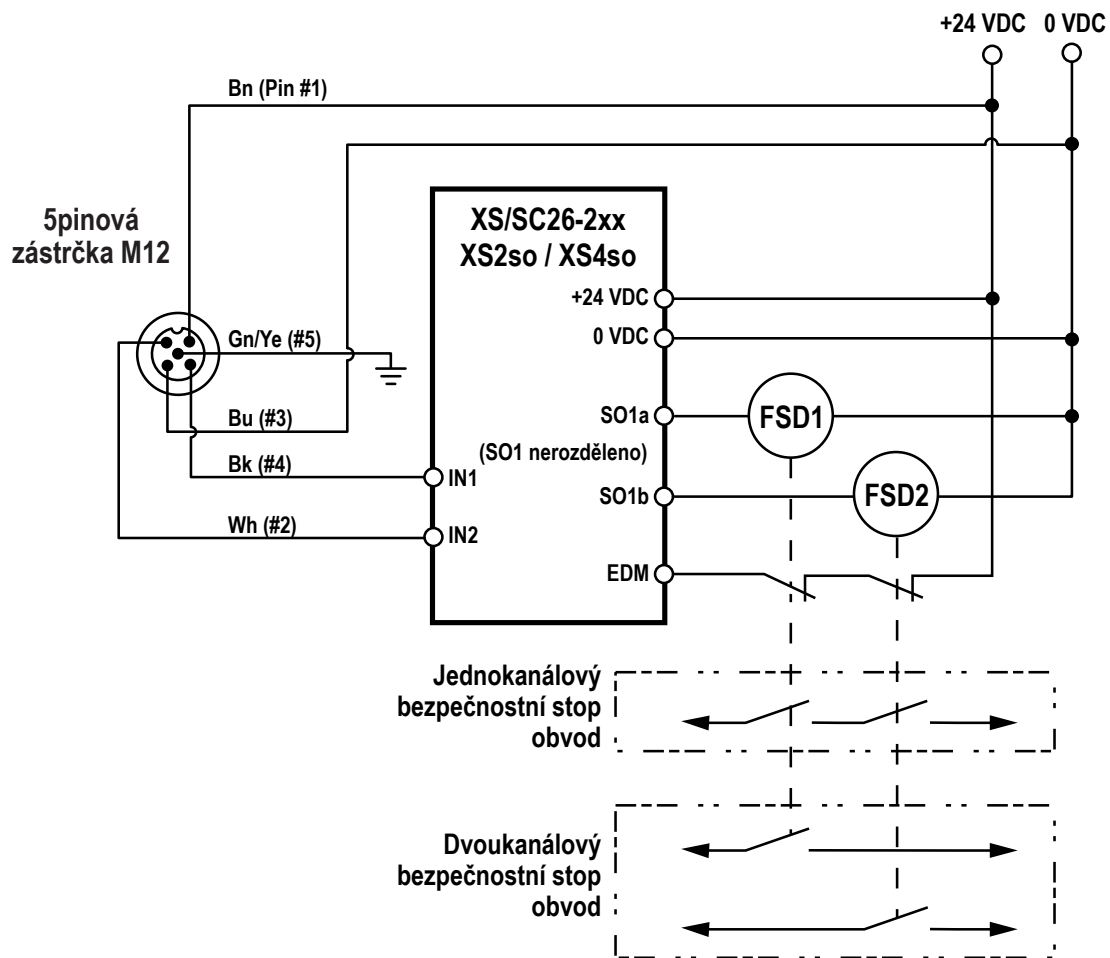 +24 VDC 0 VDC
Bn (Pin #1)
5pinová
zástrčka M12
XS/SC26-2xx
XS2so / XS4so
+24 VDC
0 VDC
Gn/Ye (#5)
SO1a
FSD1
Bu (#3)
(SO1 nerozděleno)
Bk (#4)
IN1
SO1b
FSD2
Wh (#2)
IN2
EDM
Jednokanálový
bezpečnostní stop
obvod
Dvoukanálový
bezpečnostní stop
obvod